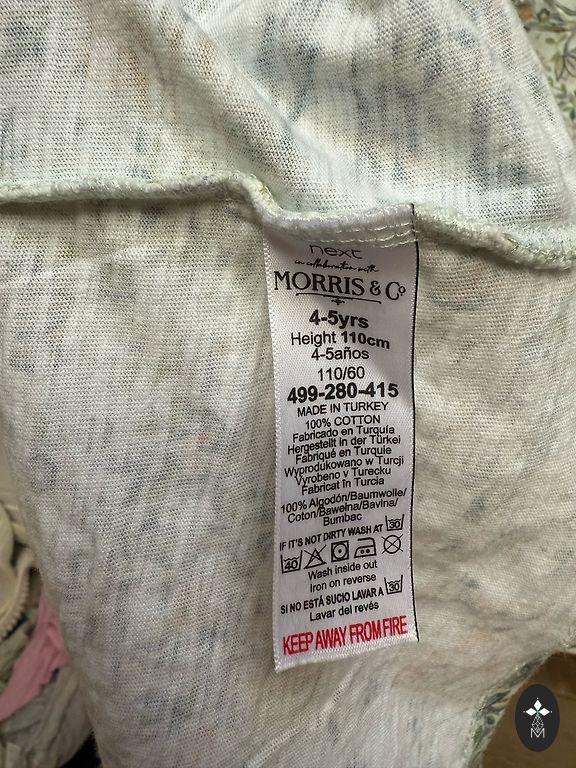 next
in collaboration with
MORRIS & Co
4-5yrs
Height 110cm
4-5años
110/60
499-280-415
MADE IN TURKEY
100% COTTON
Fabricado en Turquía
Hergestellt in der Türkei
Fabriqué en Turquie
Wyprodukowano w Turcji
Vyrobeno v Turecku
Fabricat în Turcia
100% Algodón/Baumwolle/
Coton/Bawełna/Bavlna/
Bumbac
IF IT'S NOT DIRTY WASH AT 30
40
Wash inside out
Iron on reverse
SI NO ESTÁ SUCIO LAVAR A 30
Lavar del revés
KEEP AWAY FROM FIRE
M